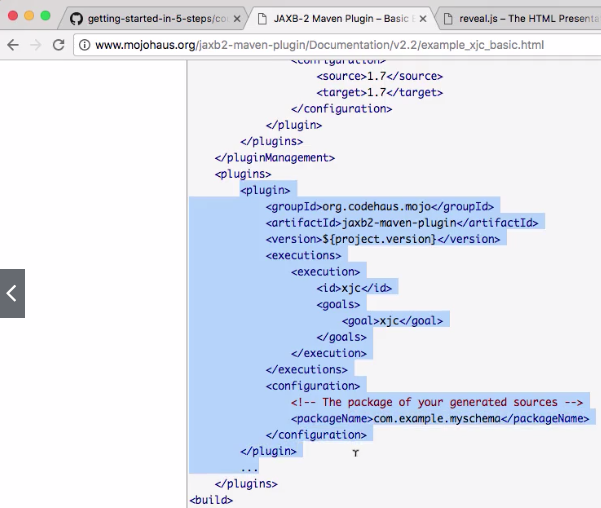 getting-started-in-5-steps/co
JAXB-2 Maven Plugin – Basic E
reveal.js – The HTML Presenta
www.mojohaus.org/jaxb2-maven-plugin/Documentation/v2.2/example_xjc_basic.html
<configuration>
<source>1.7</source>
<target>1.7</target>
</configuration>
</plugin>
</plugins>
</pluginManagement>
<plugins>
<plugin>
<groupId>org.codehaus.mojo</groupId>
<artifactId>jaxb2-maven-plugin</artifactId>
<version>${project.version}</version>
<executions>
<execution>
<id>xjc</id>
<goals>
<goal>xjc</goal>
</goals>
</execution>
</executions>
<configuration>
<!-- The package of your generated sources -->
<packageName>com.example.myschema</packageName>
</configuration>
</plugin>
...
</plugins>
<build>